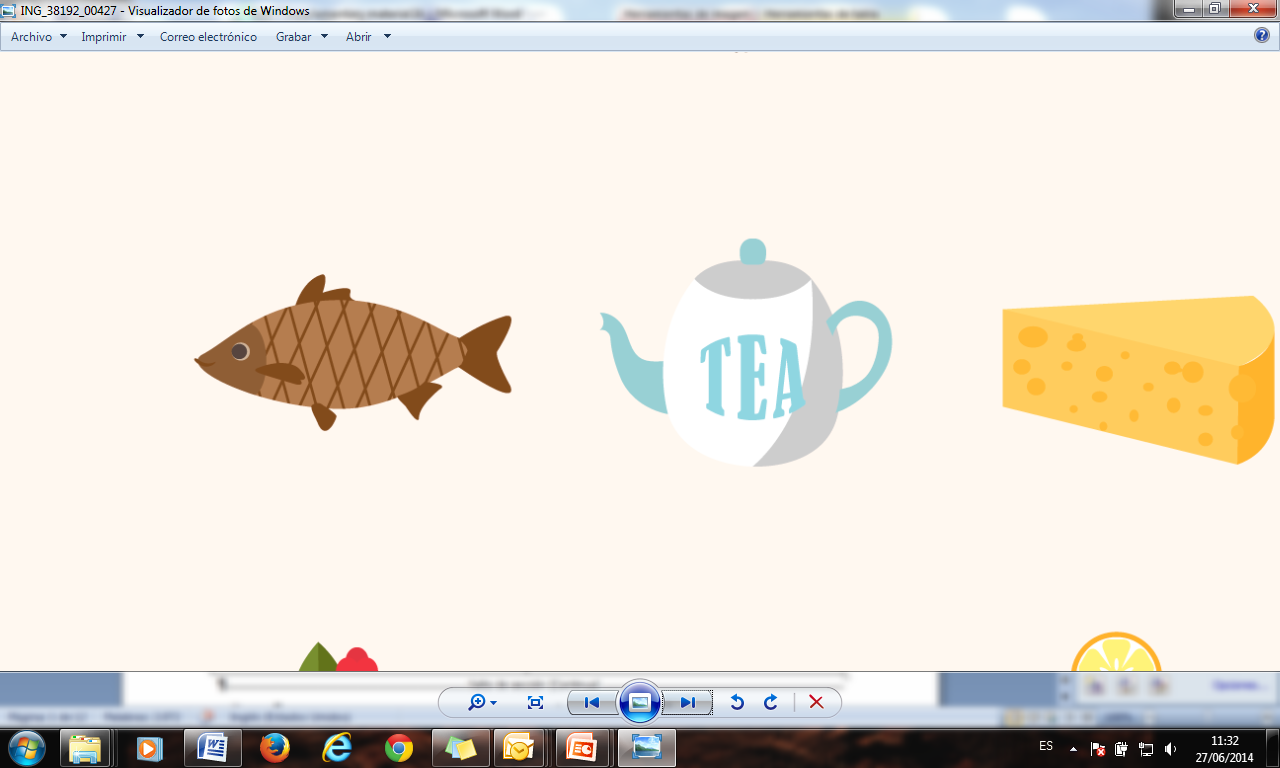 ING_38192_00427 - Visualizador de fotos de Windows
Archivo Imprimir Correo electrónico Grabar Abrir
TEA
ES
11:32
27/06/2014